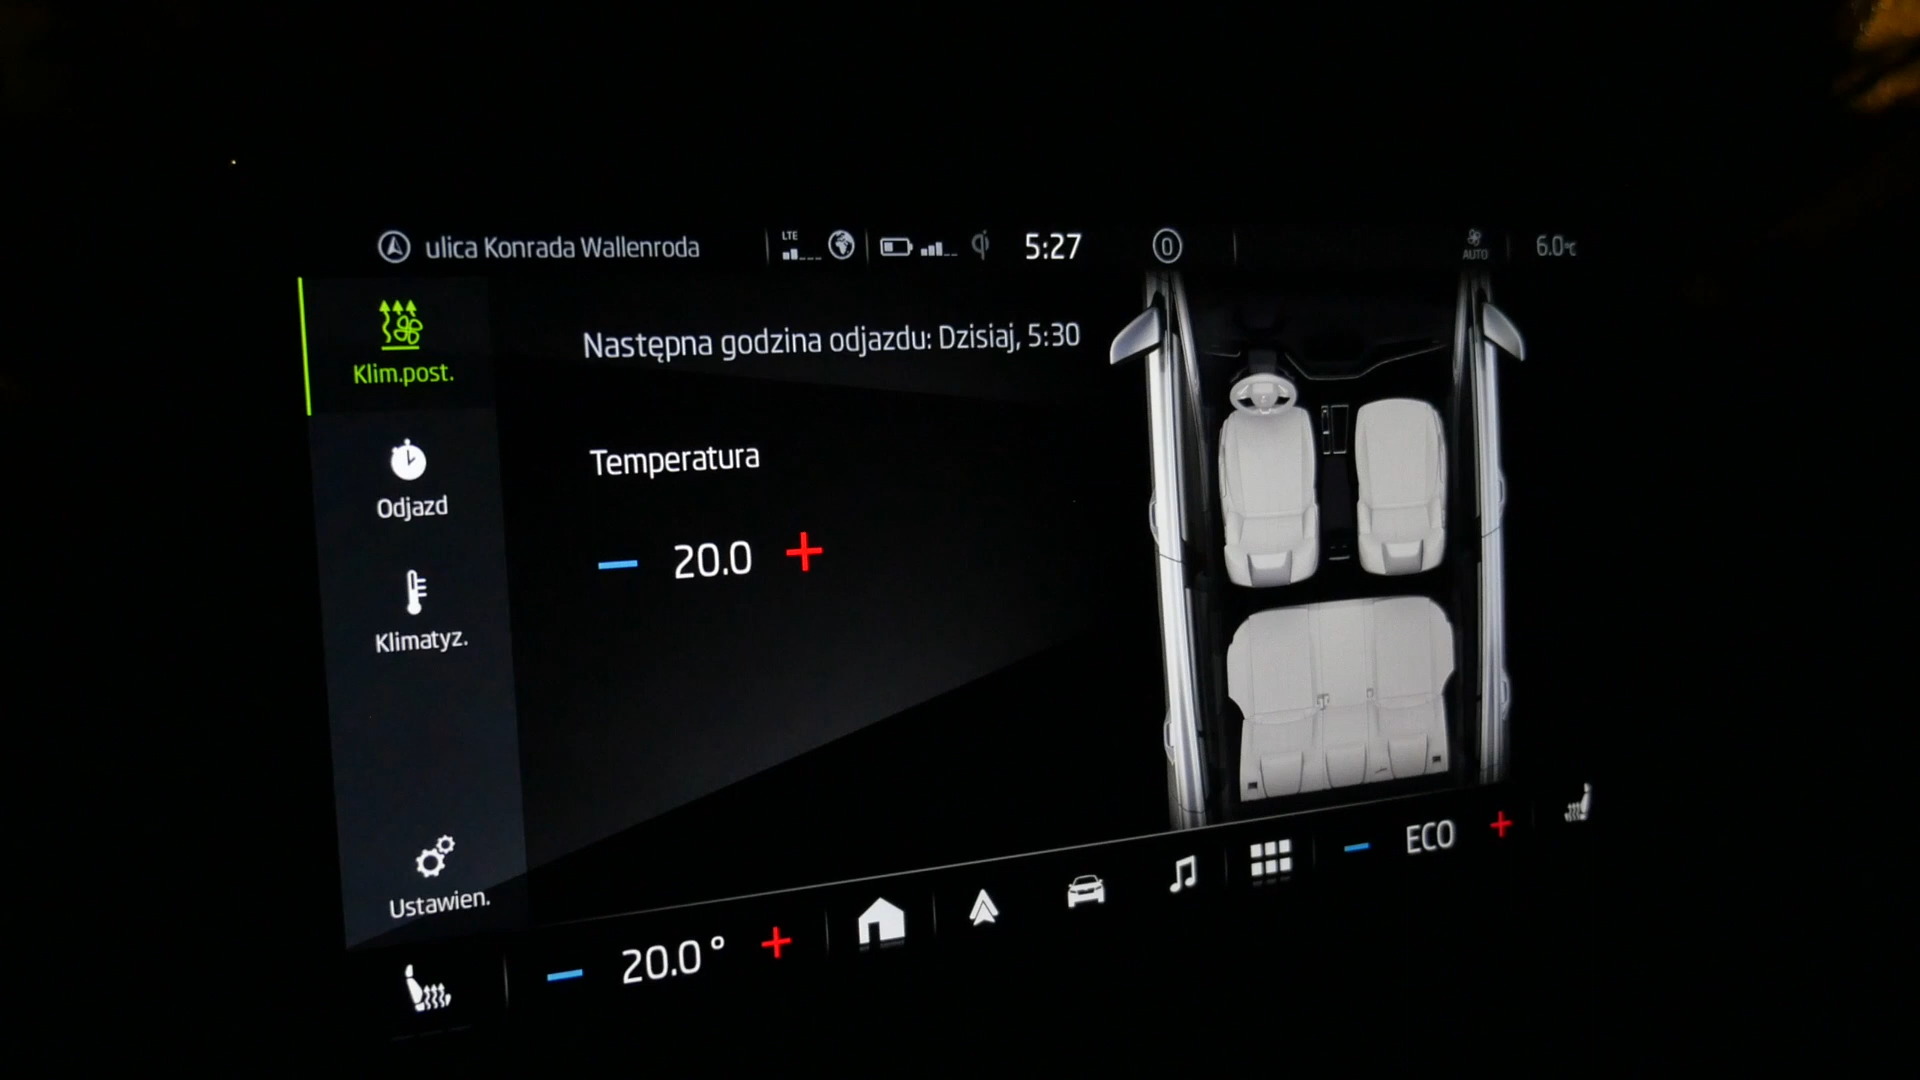 ulica Konrada Wallenroda
LTE
5:27
0
AUTO
6.0°C
Klim.post.
Następna godzina odjazdu: Dzisiaj, 5:30
Odjazd
Temperatura
20.0
Klimatyz.
Ustawien.
20.0°
ECO